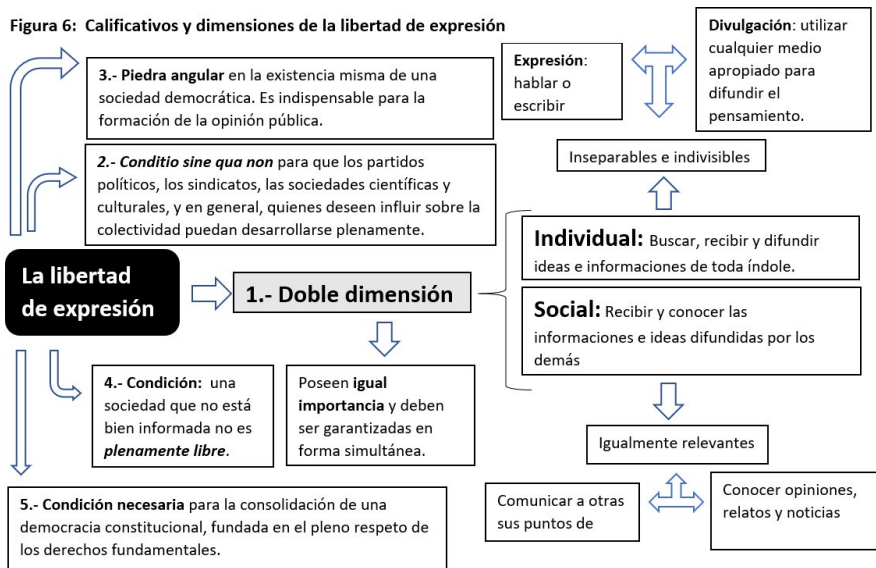 Figura 6: Calificativos y dimensiones de la libertad de expresión
3.- Piedra angular en la existencia misma de una
sociedad democrática. Es indispensable para la
formación de la opinión pública.
Expresión:
hablar o
escribir
Divulgación: utilizar
cualquier medio
apropiado para
difundir el
pensamiento.
Inseparables e indivisibles
2.- Conditio sine qua non para que los partidos
políticos, los sindicatos, las sociedades científicas y
culturales, y en general, quienes deseen influir sobre la
colectividad puedan desarrollarse plenamente.
La libertad
de expresión
1.- Doble dimensión
Individual: Buscar, recibir y difundir
ideas e informaciones de toda índole.
Social: Recibir y conocer las
informaciones e ideas difundidas por los
demás
4.- Condición: una
sociedad que no está
bien informada no es
plenamente libre.
Poseen igual
importancia y deben
ser garantizadas en
forma simultánea.
Igualmente relevantes
Comunicar a otras
sus puntos de
Conocer opiniones,
relatos y noticias
5.- Condición necesaria para la consolidación de una
democracia constitucional, fundada en el pleno respeto de
los derechos fundamentales.